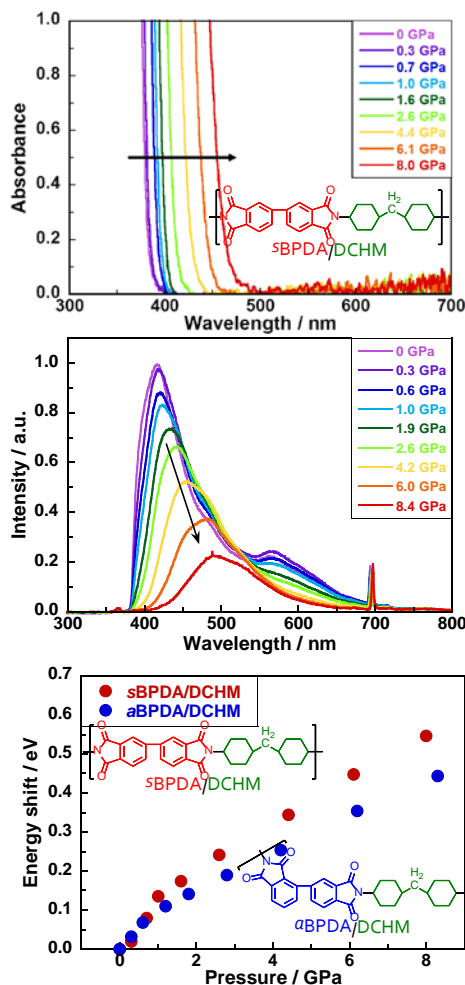 1.0
0.8
0.6
0.4
0.2
0.0
Absorbance
0 GPa
0.3 GPa
0.7 GPa
1.0 GPa
1.6 GPa
2.6 GPa
4.4 GPa
6.1 GPa
8.0 GPa
O
O
N
N
O
O
CH2
sBPDA/DCHM
300
400
500
600
700
Wavelength / nm
1.0
0.8
0.6
0.4
0.2
0.0
Intensity / a.u.
0 GPa
0.3 GPa
0.6 GPa
1.0 GPa
1.9 GPa
2.6 GPa
4.2 GPa
6.0 GPa
8.4 GPa
300
400
500
600
700
800
Wavelength / nm
0.7
0.6
0.5
0.4
0.3
0.2
0.1
0.0
Energy shift / eV
sBPDA/DCHM
aBPDA/DCHM
O
O
N
N
O
O
CH2
sBPDA/DCHM
O
N
O
O
N
O
CH2
aBPDA/DCHM
0
2
4
6
8
Pressure / GPa